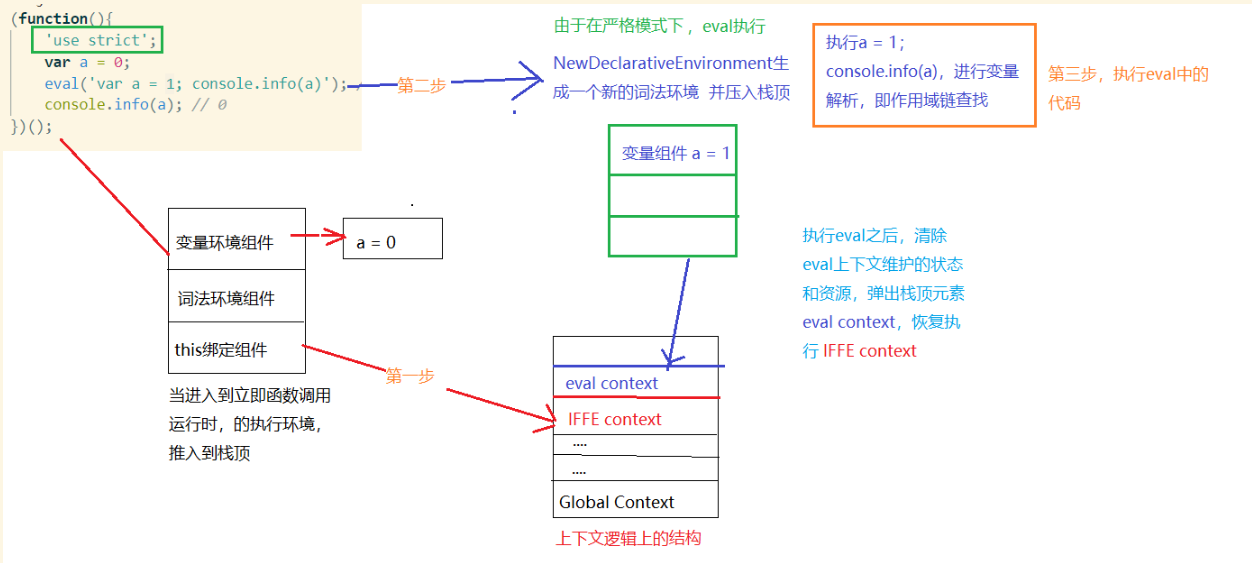 (function(){
'use strict';
var a = 0;
eval('var a = 1; console.info(a)');
console.info(a); // 0
})();
第二步
由于在严格模式下，eval执行
NewDeclarativeEnvironment生
成一个新的词法环境 并压入栈顶
执行a = 1；
console.info(a)，进行变量
解析，即作用域链查找
第三步，执行eval中的
代码
变量组件 a = 1
变量环境组件
a = 0
词法环境组件
this绑定组件
第一步
当进入到立即函数调用
运行时，的执行环境，
推入到栈顶
执行eval之后，清除
eval上下文维护的状态
和资源，弹出栈顶元素
eval context，恢复执
行 IFFE context
eval context
IFFE context
....
....
Global Context
上下文逻辑上的结构